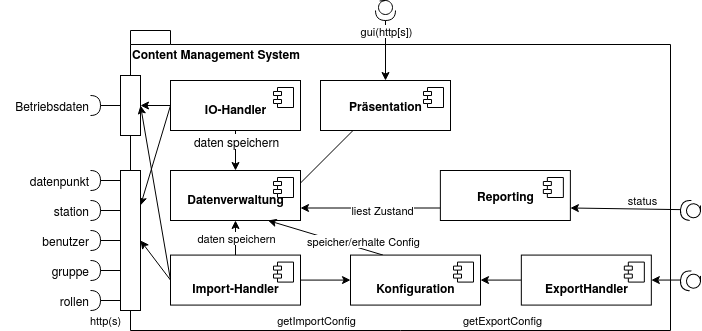 gui(http[s])
Content Management System
Betriebsdaten
IO-Handler
Präsentation
daten speichern
datenpunkt
Datenverwaltung
Reporting
status
station
liest Zustand
benutzer
daten speichern
speicher/erhalte Config
gruppe
Import-Handler
Konfiguration
ExportHandler
rollen
http(s)
getImportConfig
getExportConfig